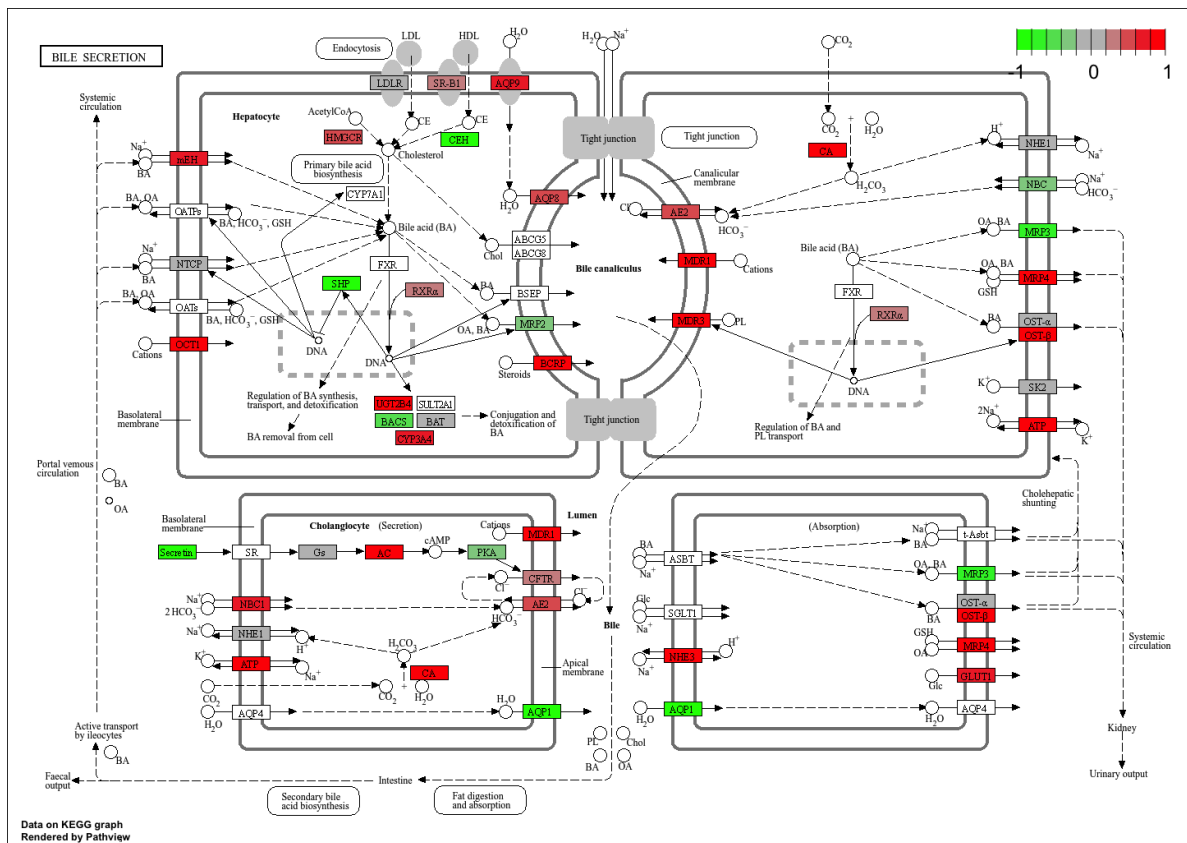 BILE SECRETION
Endocytosis
LDL
HDL
H2O
H2O
Na+
CO2
-1
0
1
LDLR
SR-B1
AQP9
Systemic
circulation
Hepatocyte
AcetylCoA
CE
CE
HMGCR
CEH
Cholesterol
Tight junction
Tight junction
CO2
+
H2O
CA
H2CO3
H+
NHE1
Na+
Na+
BA
mEH
Primary bile acid
biosynthesis
CYP7A1
H2O
AQP8
Canalicular
membrane
NBC
Na+
HCO3−
BA, OA
OATPs
BA, HCO3−, GSH
Bile acid (BA)
Chol
ABCG5
ABCG8
Cl−
AE2
HCO3−
OA, BA
MRP3
Bile acid (BA)
Na+
BA
NTCP
FXR
SHP
RXRα
Bile canaliculus
MDR1
Cations
OA, BA
GSH
MRP4
FXR
BA, OA
OATs
BA, HCO3−, GSH
BA
BSEP
OA, BA
MRP2
MDR3
PL
RXRα
BA
OST-α
OST-β
OCT1
Cations
DNA
DNA
Steroids
BCRP
DNA
K+
SK2
Regulation of BA synthesis,
transport, and detoxification
UGT2B4
SULT2A1
BACS
BAT
CYP3A4
Conjugation and
detoxification of
BA
Tight junction
Basolateral
membrane
BA removal from cell
Regulation of BA and
PL transport
2Na+
ATP
K+
Portal venous
circulation
BA
OA
Cholehepatic
shunting
Basolateral
membrane
Cholangiocyte
(Secretion)
Cations
MDR1
Lumen
(Absorption)
Na+
BA
t-Asbt
Secretin
SR
Gs
AC
cAMP
PKA
BA
Na+
ASBT
OA, BA
MRP3
CFTR
Cl−
Cl−
Na+
2 HCO3−
NBC1
HCO3−
AE2
Glc
Na+
SGLT1
BA
OST-α
OST-β
Bile
Na+
NHE1
H+
H2CO3
GSH
OA
MRP4
Systemic
circulation
K+
ATP
Na+
CA
+
CO2
H2O
Apical
membrane
H+
NHE3
Na+
Glc
GLUT1
CO2
H2O
AQP4
H2O
AQP1
H2O
AQP1
H2O
AQP4
Active transport
by ileocytes
BA
PL
Chol
BA
OA
Kidney
Faecal
output
Intestine
Urinary output
Secondary bile
acid biosynthesis
Fat digestion
and absorption
Data on KEGG graph
Rendered by Pathview